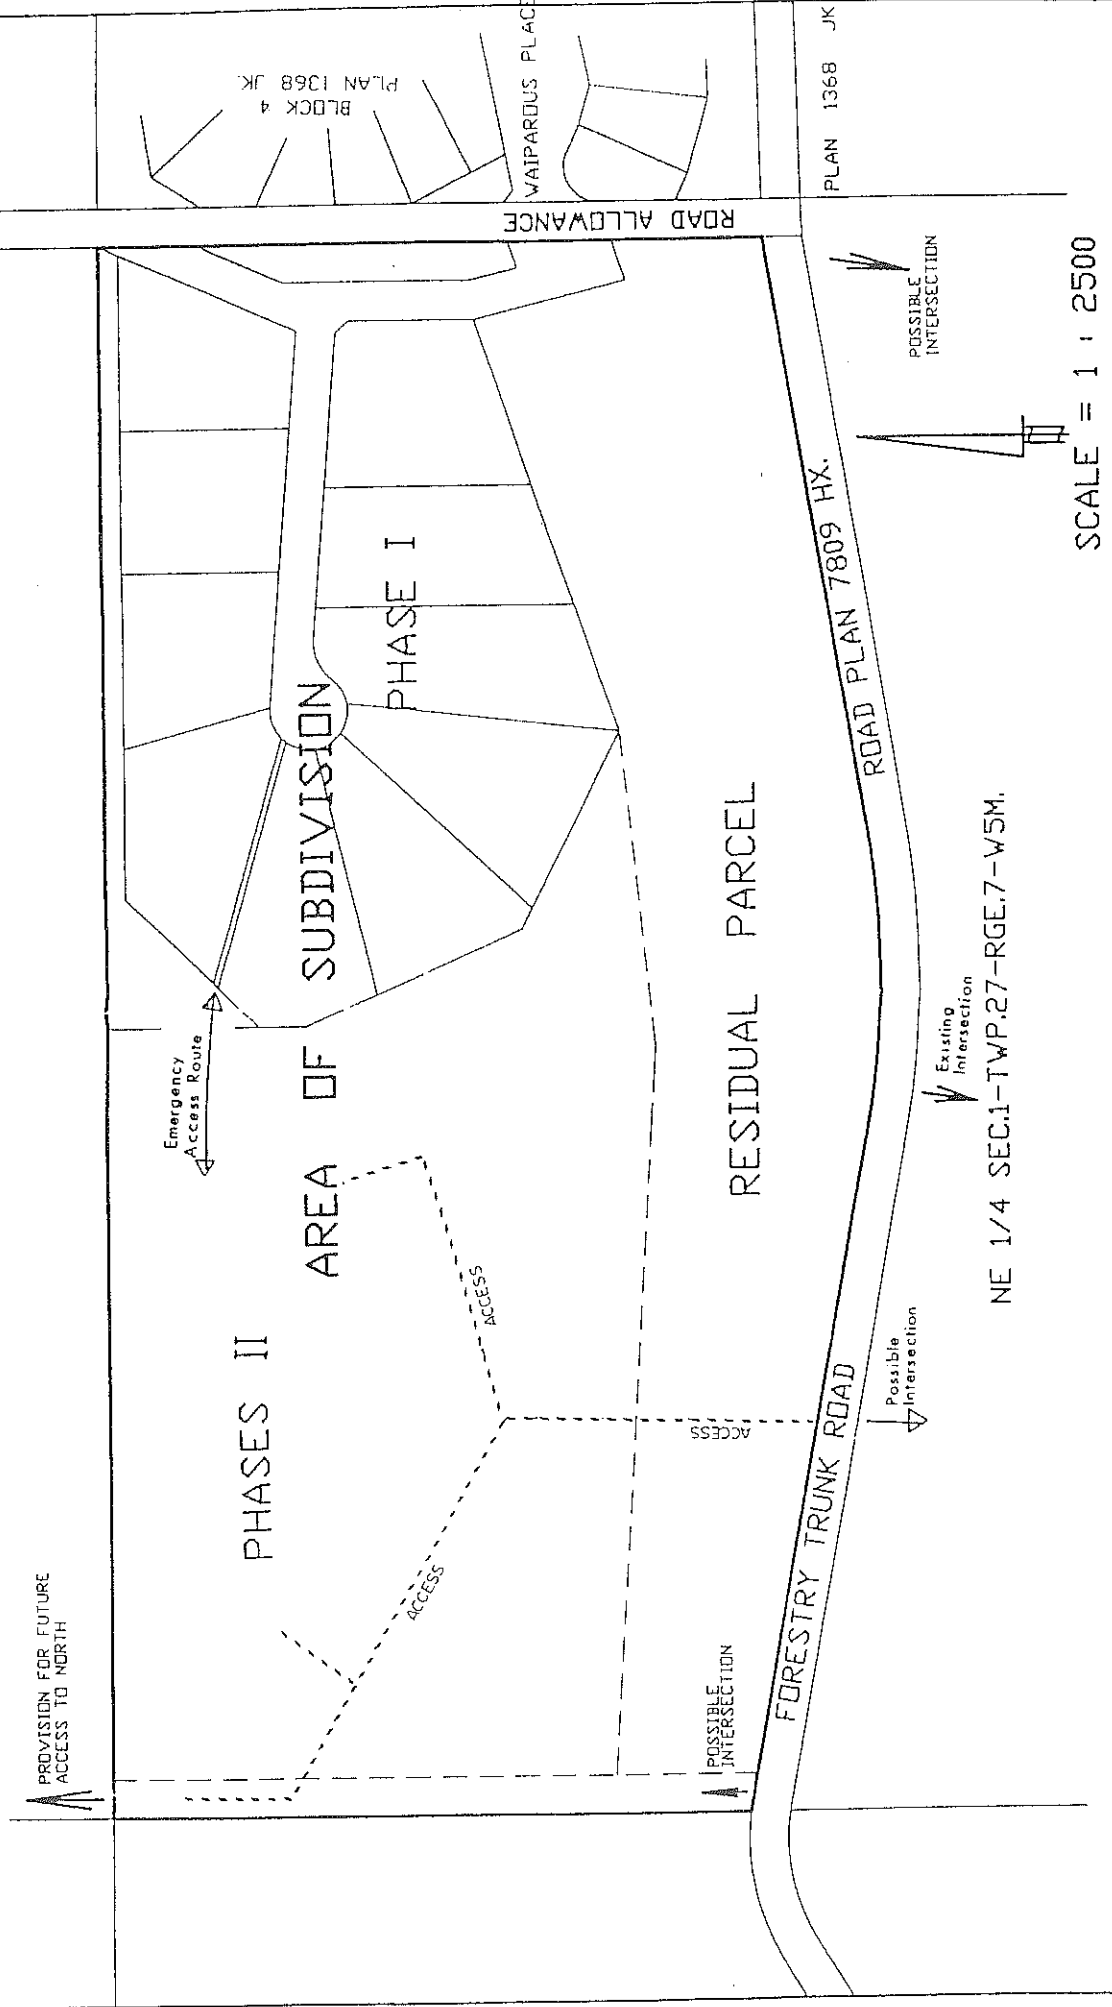 PROVISION FOR FUTURE
ACCESS TO NORTH
PHASES II
Emergency
Access Route
AREA OF SUBDIVISION
PHASE I
BLOCK 4
PLAN 1368 JK.
WAIPAROUS PLACE
ROAD ALLOWANCE
PLAN 1368 JK
ACCESS
ACCESS
ACCESS
RESIDUAL PARCEL
POSSIBLE
INTERSECTION
FORESTRY TRUNK ROAD
ROAD PLAN 7809 HX.
Possible
Intersection
Existing
Intersection
POSSIBLE
INTERSECTION
NE 1/4 SEC.1-TWP.27-RGE.7-W5M.
SCALE = 1 : 2500